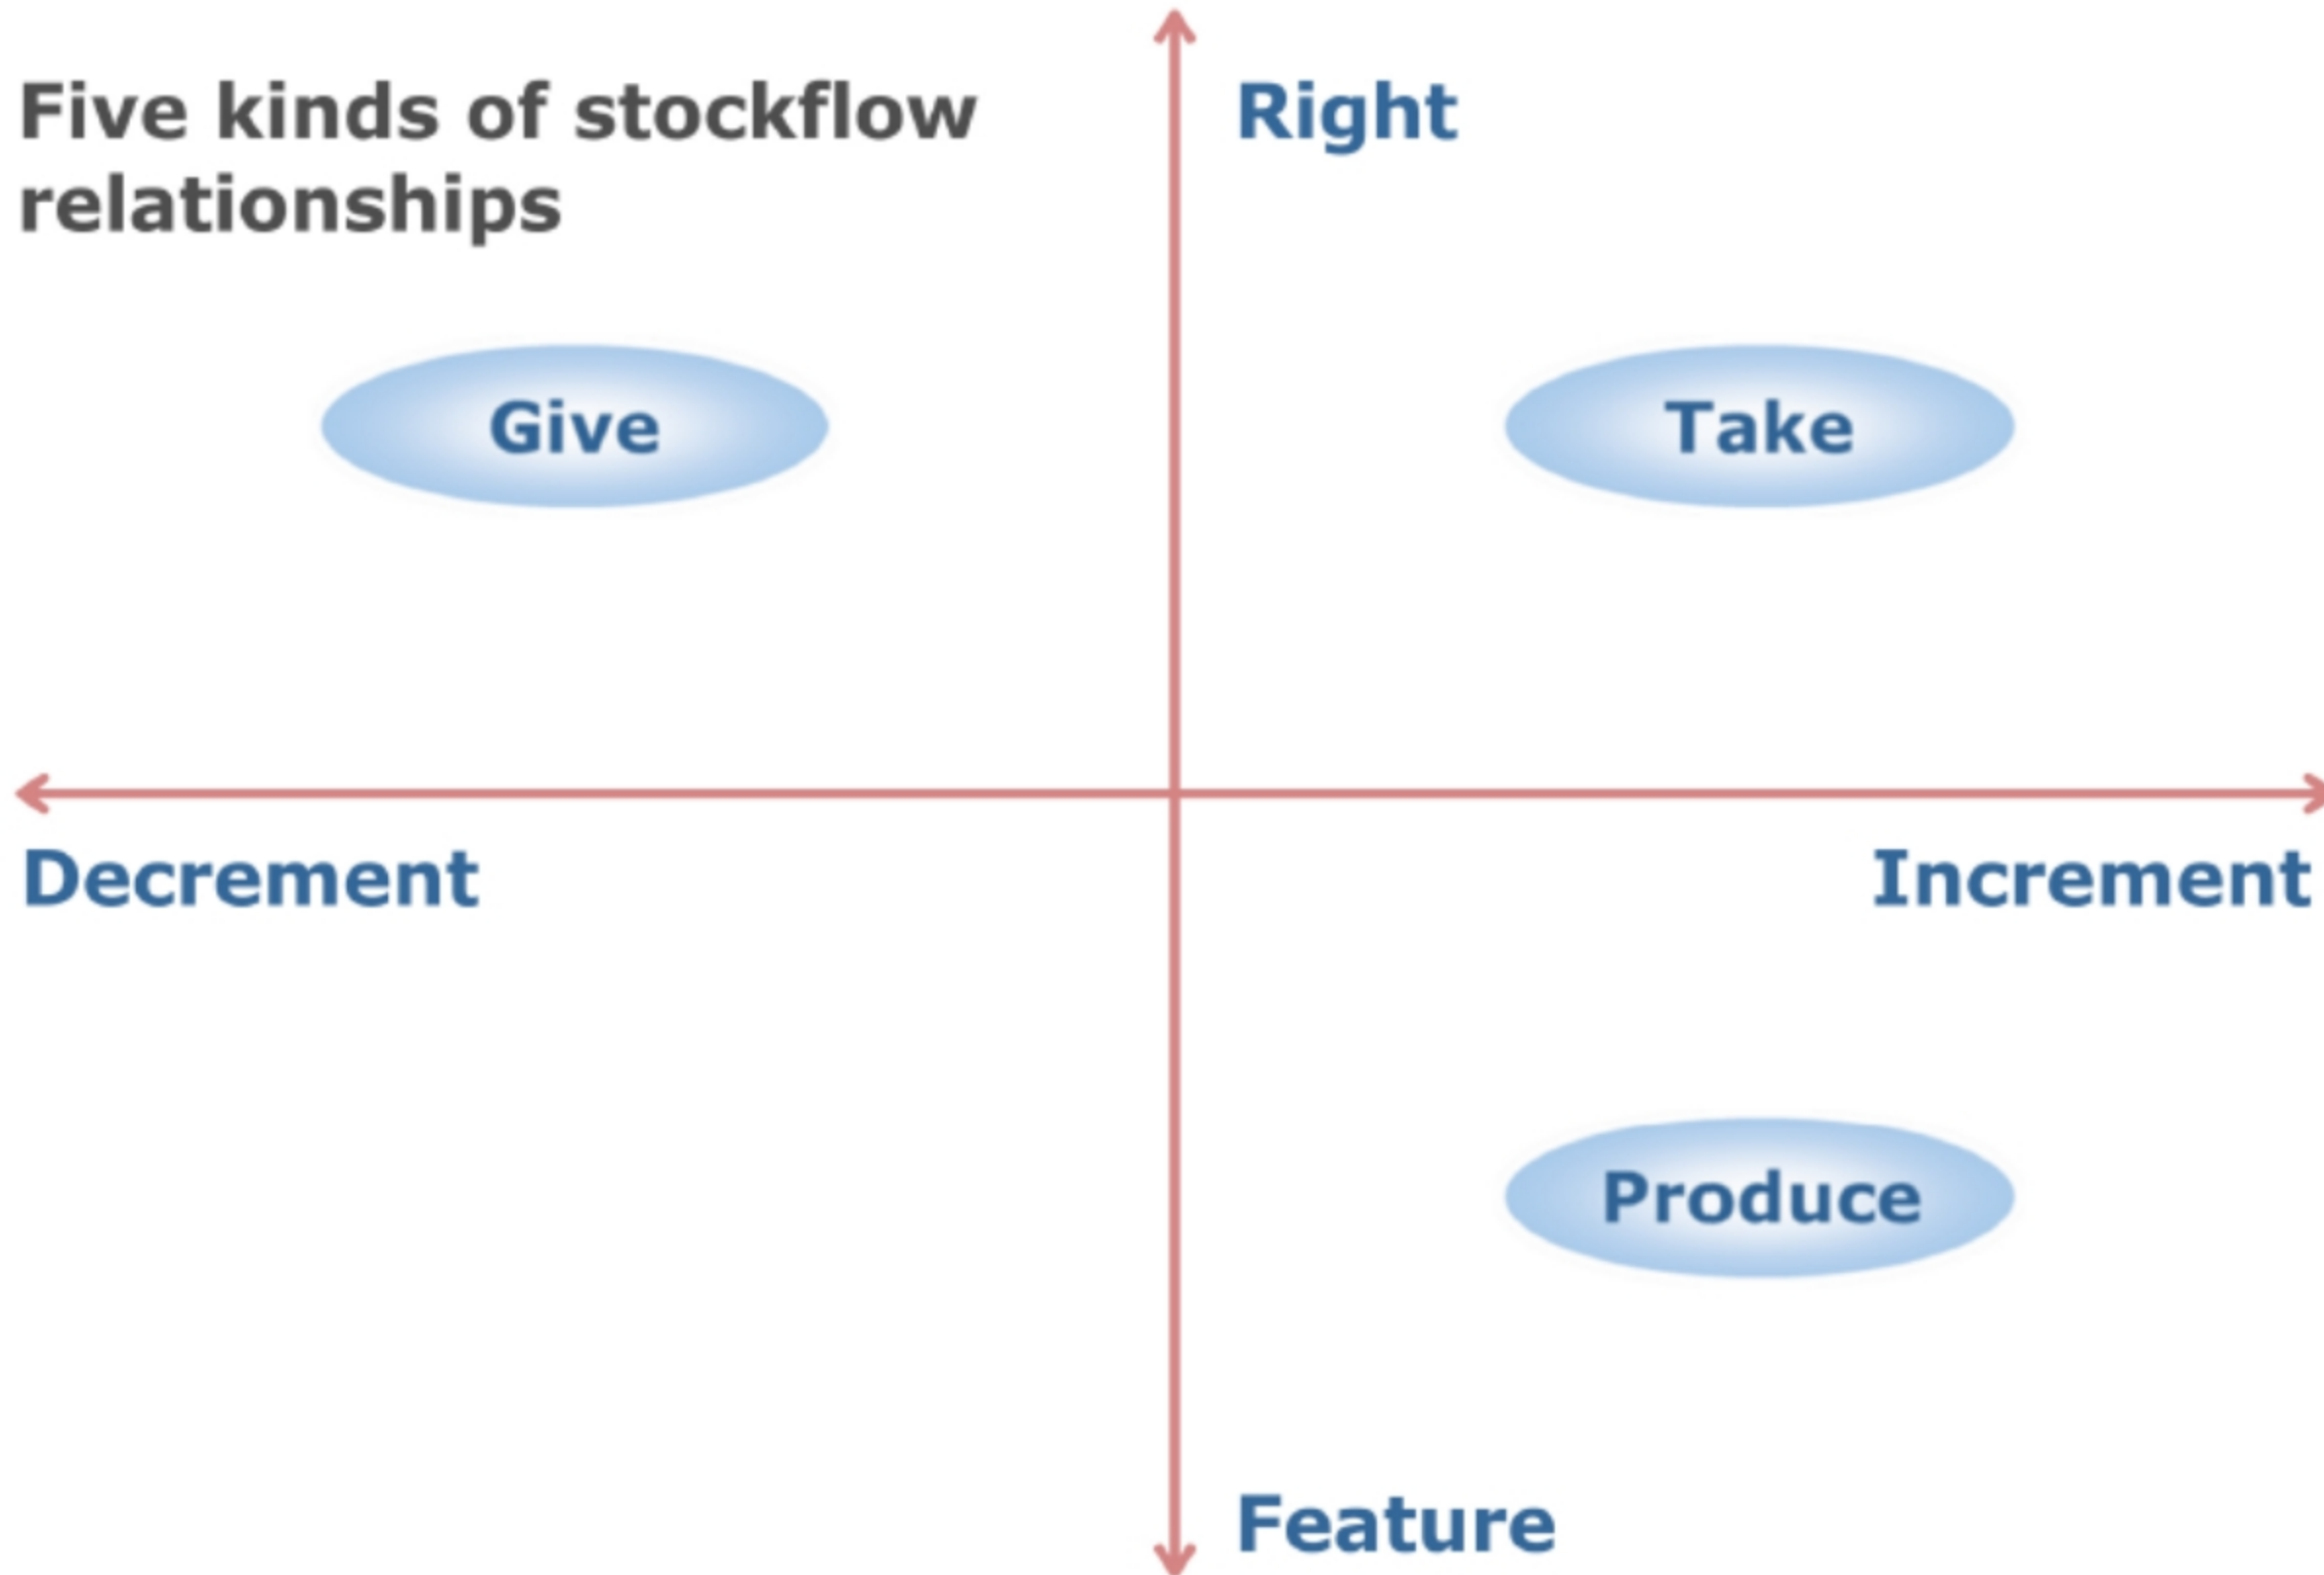 Five kinds of stockflow
relationships
Right
Give
Take
Decrement
Increment
Produce
Feature